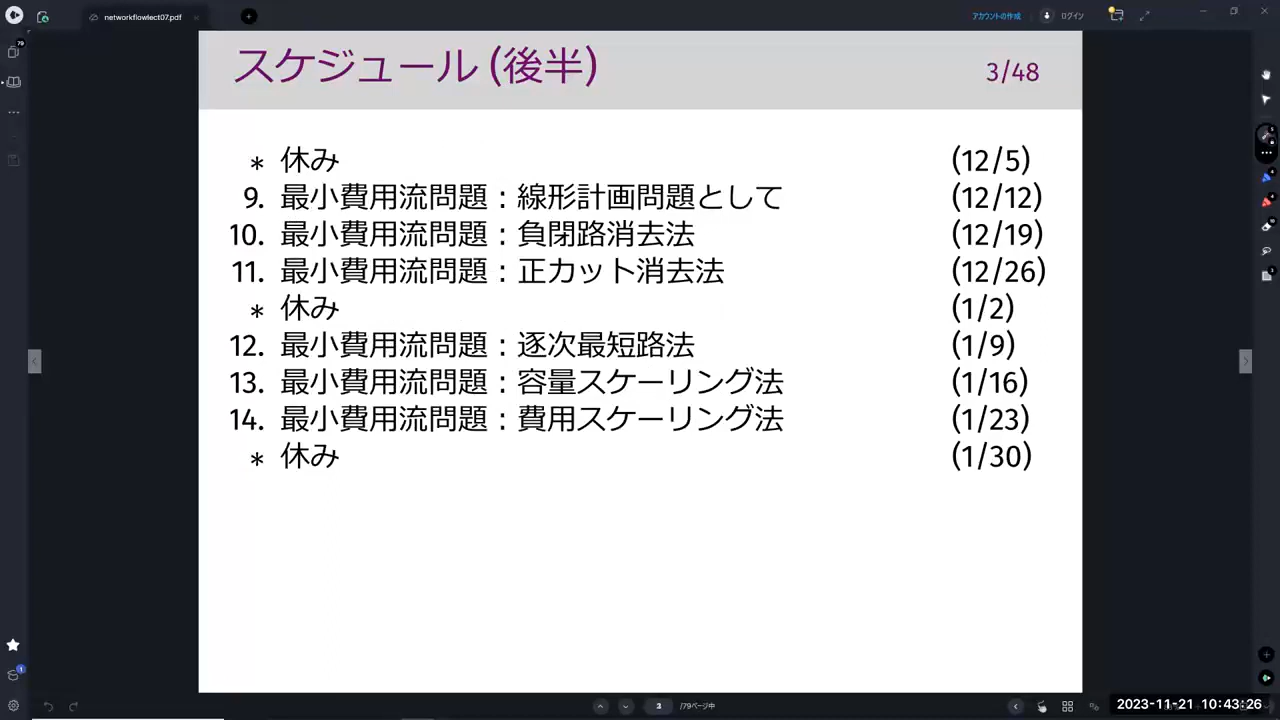 networkflowlect07.pdf
アカウントの作成
ログイン
スケジュール (後半)
3/48
* 休み (12/5)
9. 最小費用流問題：線形計画問題として (12/12)
10. 最小費用流問題：負閉路消去法 (12/19)
11. 最小費用流問題：正カット消去法 (12/26)
* 休み (1/2)
12. 最小費用流問題：逐次最短路法 (1/9)
13. 最小費用流問題：容量スケーリング法 (1/16)
14. 最小費用流問題：費用スケーリング法 (1/23)
* 休み (1/30)
3 /79ページ中
2023-11-21 10:43:26